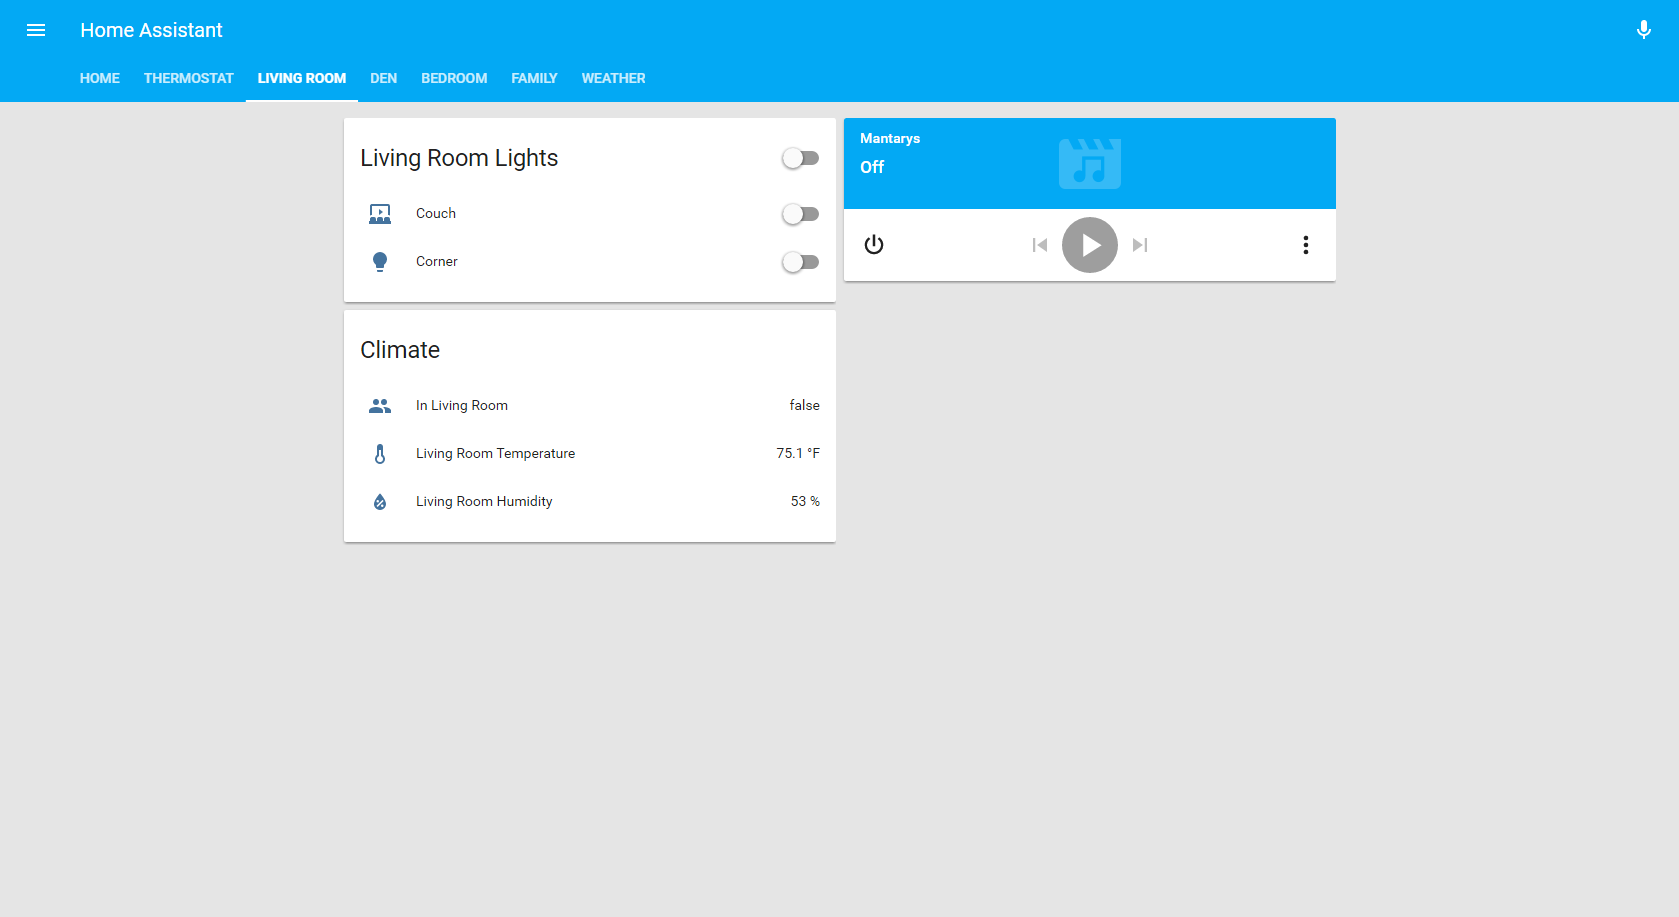 Home Assistant
HOME THERMOSTAT LIVING ROOM DEN BEDROOM FAMILY WEATHER
Living Room Lights
Couch
Corner
Climate
In Living Room false
Living Room Temperature 75.1 °F
Living Room Humidity 53 %
Mantarys
Off